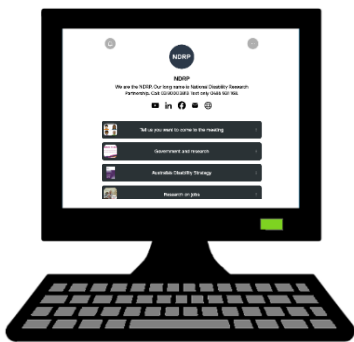 NDRP
NDRP
We are the NDRP. Our long name is National Disability Research
Partnership. Call
Text only
Tell us you want to come to the meeting
Government and research
Australia's Disability Strategy
Research on jobs